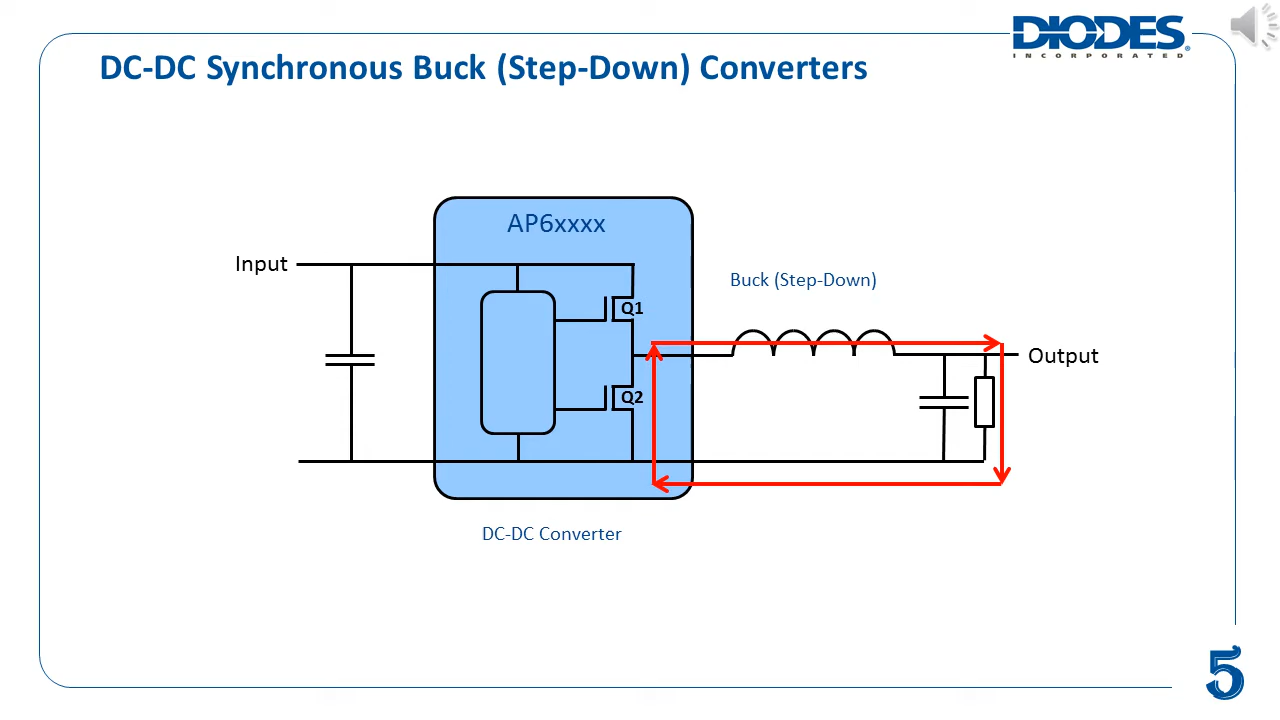 DIODES
INCORPORATED
DC-DC Synchronous Buck (Step-Down) Converters
AP6xxxx
Input
Buck (Step-Down)
Q1
Output
Q2
DC-DC Converter
5